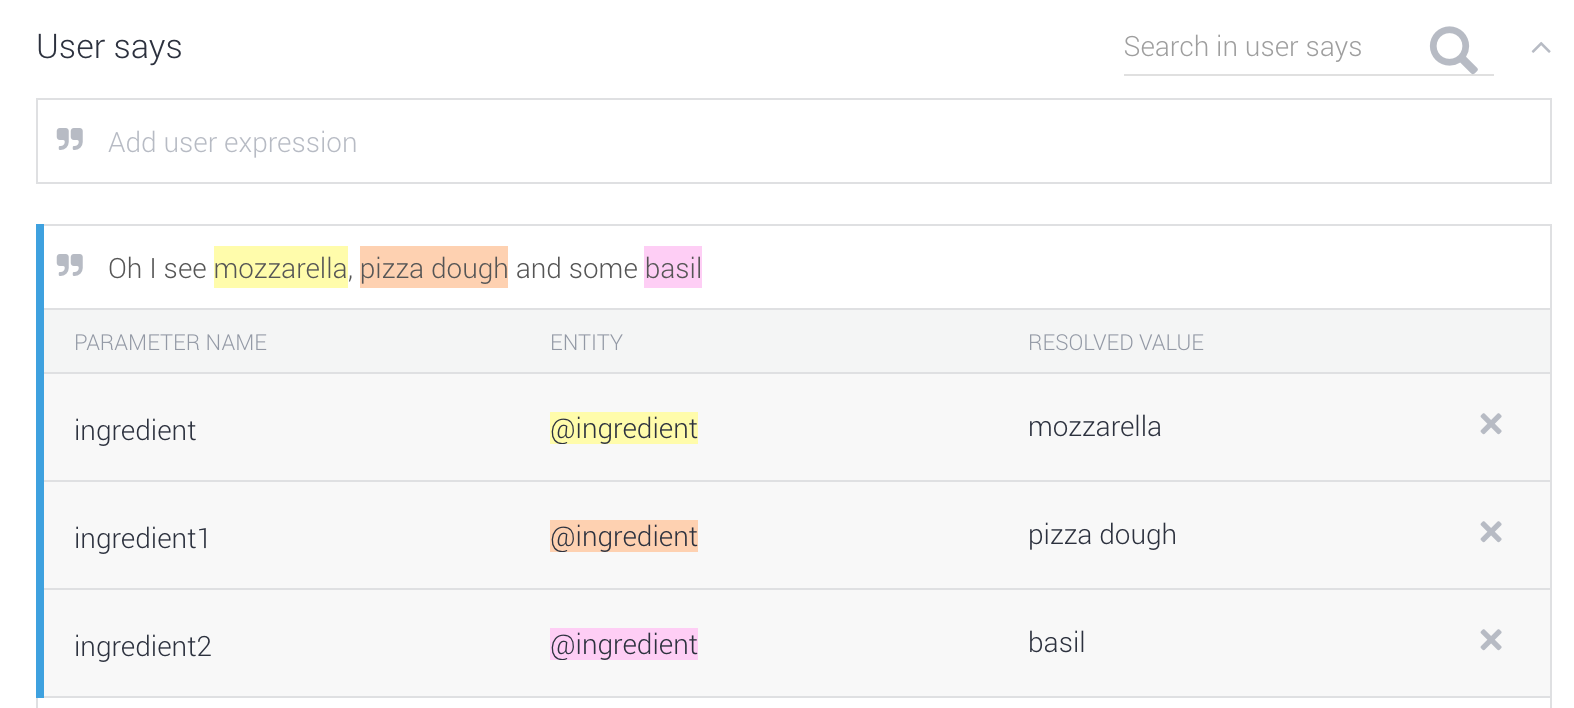 User says
Search in user says
Add user expression
Oh I see mozzarella, pizza dough and some basil
PARAMETER NAME ENTITY RESOLVED VALUE
ingredient @ingredient mozzarella
ingredient1 @ingredient pizza dough
ingredient2 @ingredient basil